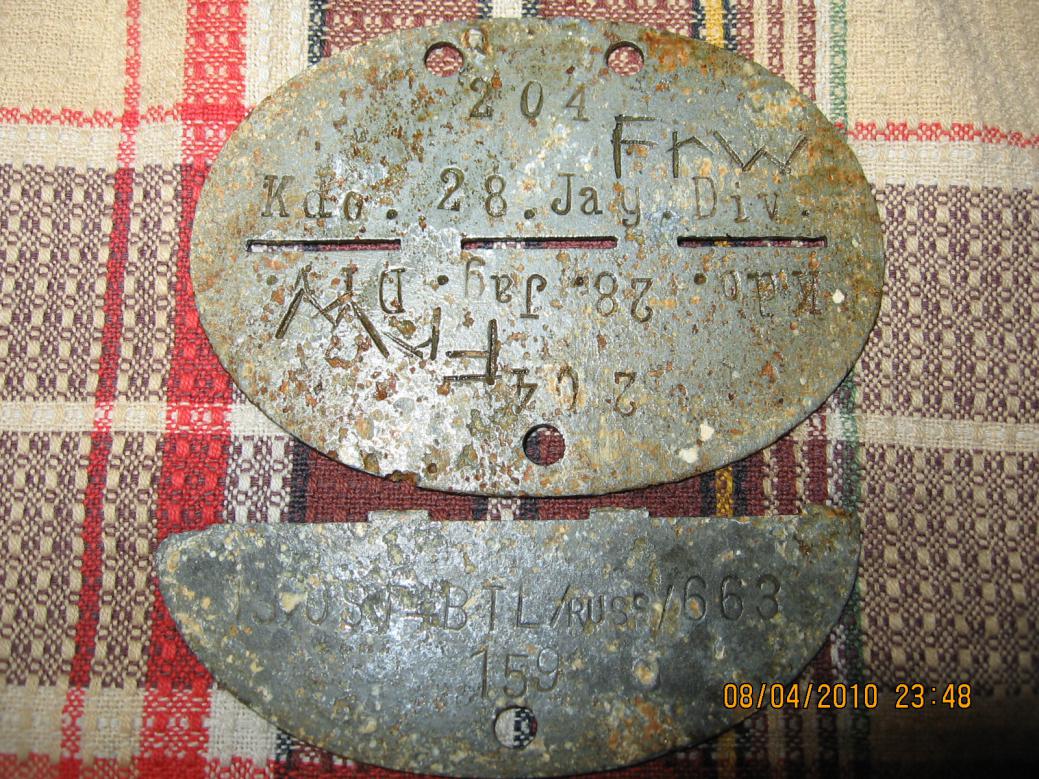 204
Frw
Kdo. 28. Jag. Div.
Kdo. 28. Jag. D
Frw
204
BTL/RUSS/663
159
08/04/2010 23:48